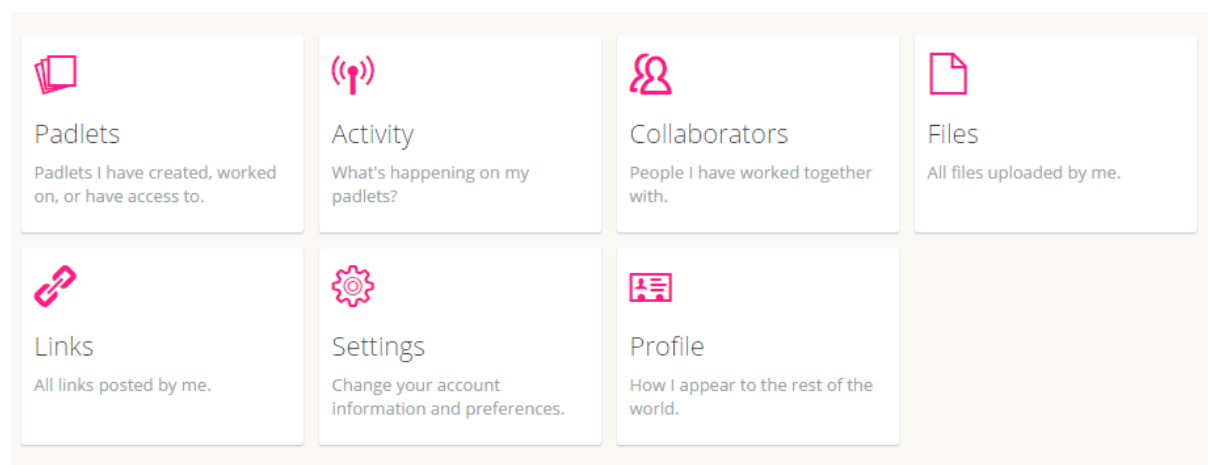 Padlets
Padlets I have created, worked
on, or have access to.
Activity
What's happening on my
padlets?
Collaborators
People I have worked together
with.
Files
All files uploaded by me.
Links
All links posted by me.
Settings
Change your account
information and preferences.
Profile
How I appear to the rest of the
world.